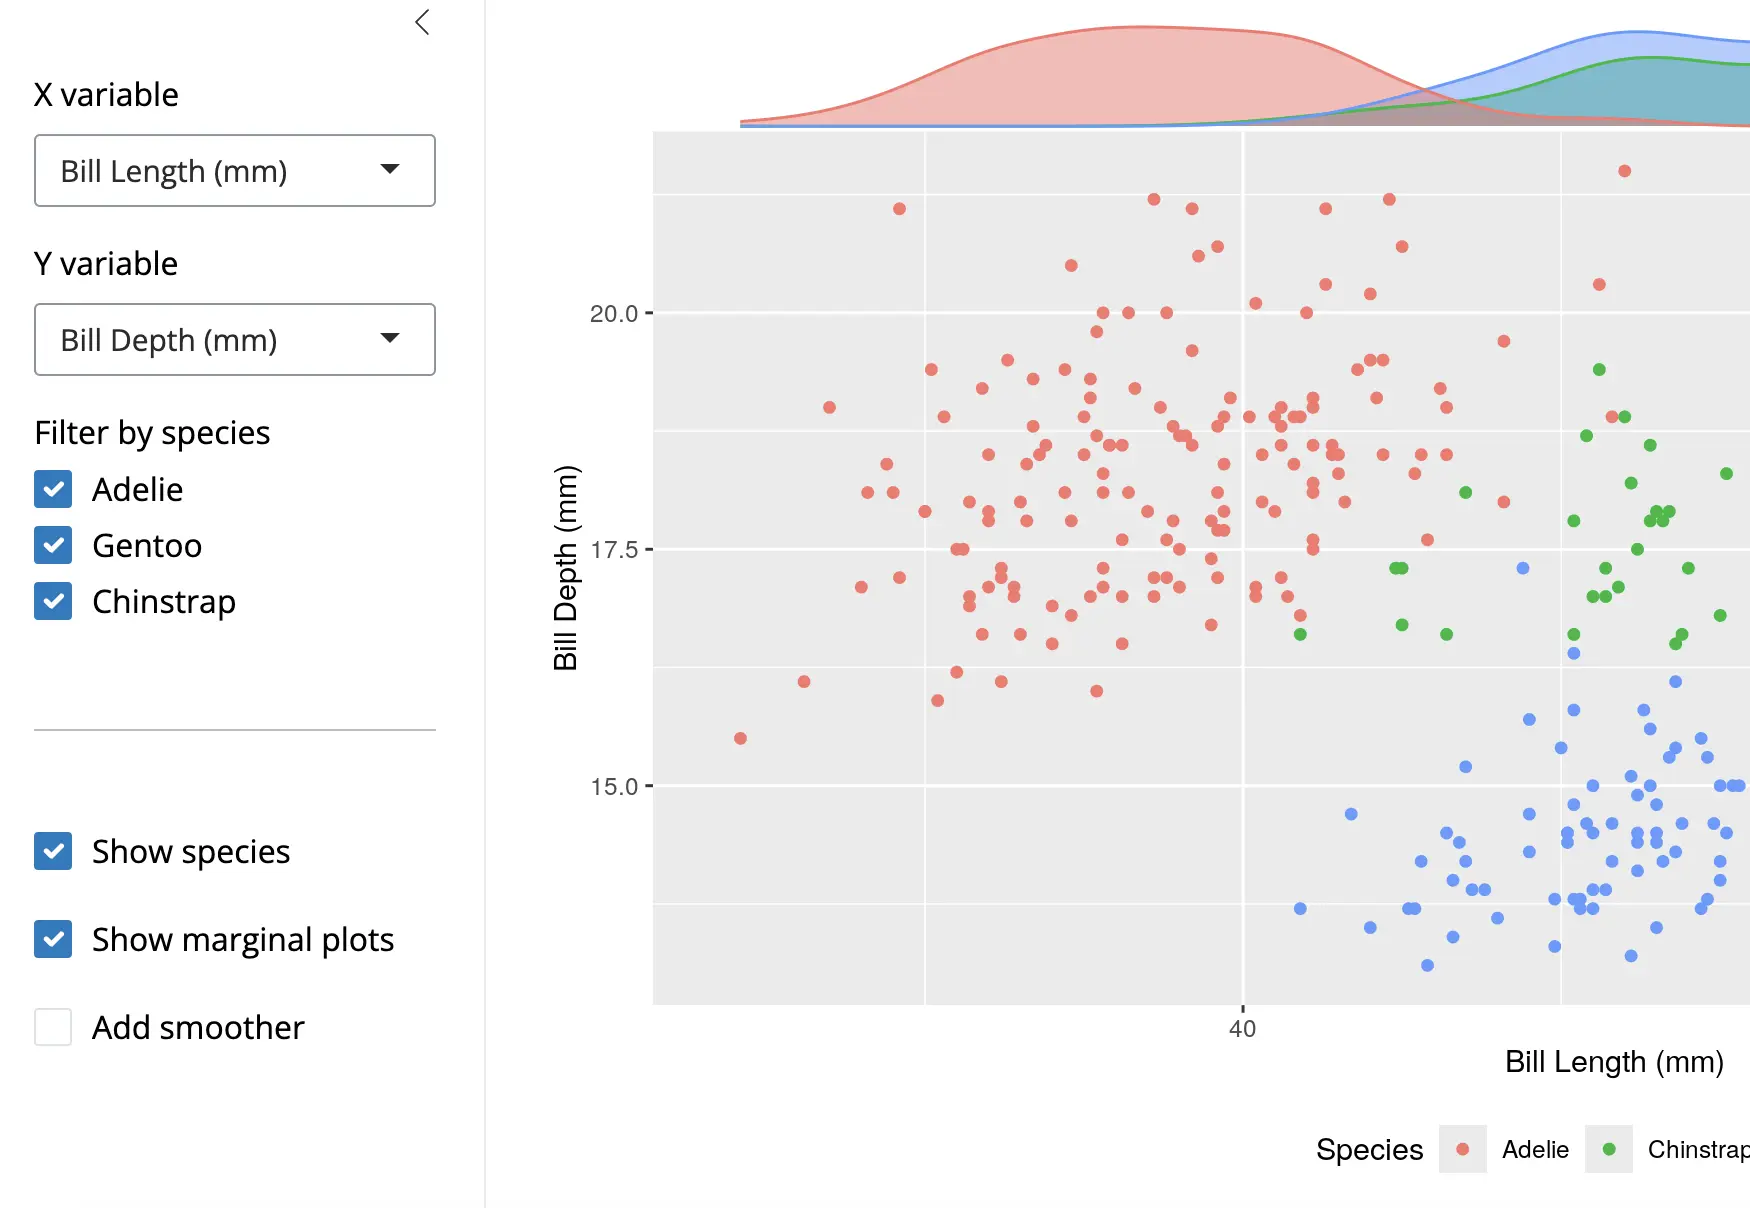 X variable
Bill Length (mm)
Y variable
Bill Depth (mm)
Filter by species
Adelie
Gentoo
Chinstrap
Show species
Show marginal plots
Add smoother
20.0
17.5
15.0
Bill Depth (mm)
40
Bill Length (mm)
Species Adelie Chinstrap